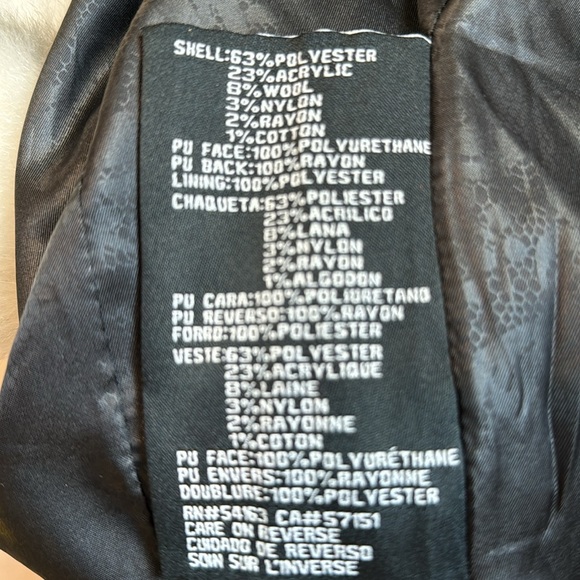 SHELL:63%POLYESTER
23%ACRYLIC
8%WOOL
3%NYLON
2%RAYON
1%COTTON
PU FACE:100%POLYURETHANE
PU BACK:100%RAYON
LINING:100%POLYESTER
CHAQUETA:63%POLIESTER
23%ACRILICO
8%LANA
3%NYLON
2%RAYON
1%ALGODON
PU CARA:100%POLIURETANO
PU REVERSO:100%RAYON
FORRO:100%POLIESTER
VESTE:63%POLYESTER
23%ACRYLIQUE
8%LAINE
3%NYLON
2%RAYONNE
1%COTON
PU FACE:100%POLYURÉTHANE
PU ENVERS:100%RAYONNE
DOUBLURE:100%POLYESTER
RN#54163 CA#57151
CARE ON REVERSE
CUIDADO DE REVERSO
SOIN SUR L'INVERSE